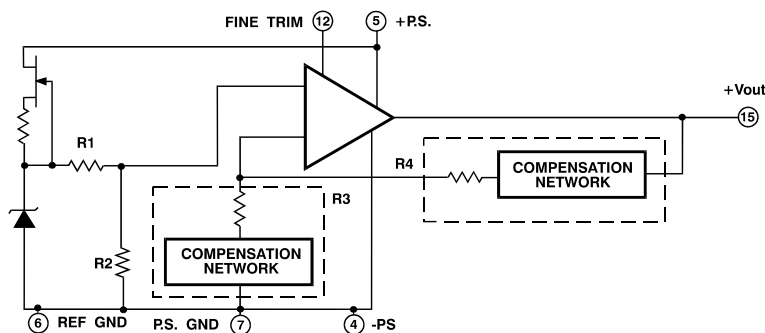 FINE TRIM 12
5 +P.S.
+Vout
15
R1
R4
COMPENSATION
NETWORK
R3
R2
COMPENSATION
NETWORK
6 REF GND
P.S. GND 7
4 -PS